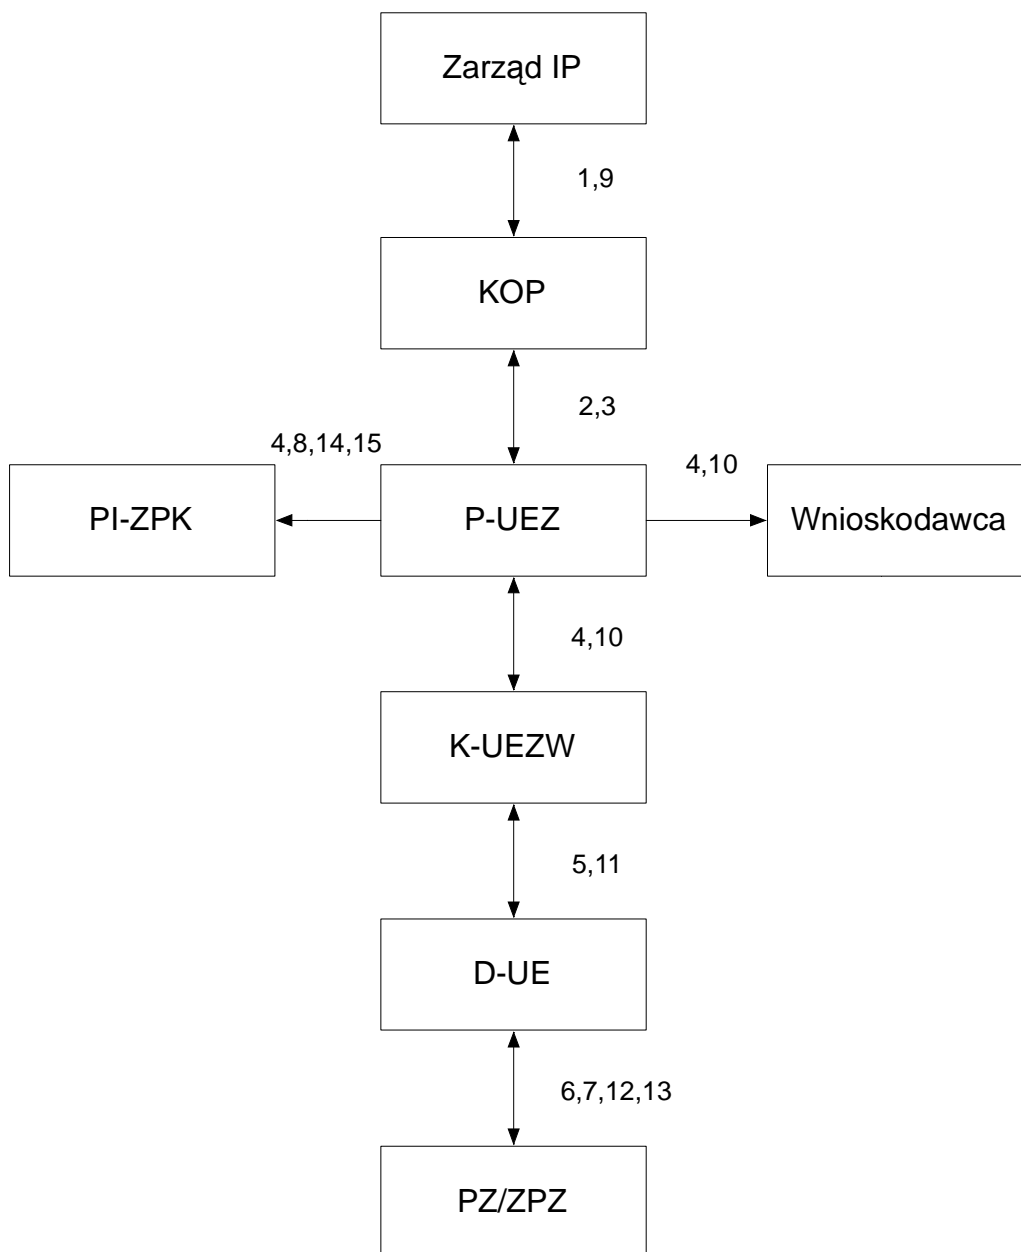 Zarząd IP
1,9
KOP
2,3
4,8,14,15
4,10
PI-ZPK
P-UEZ
Wnioskodawca
4,10
K-UEZW
5,11
D-UE
6,7,12,13
PZ/ZPZ